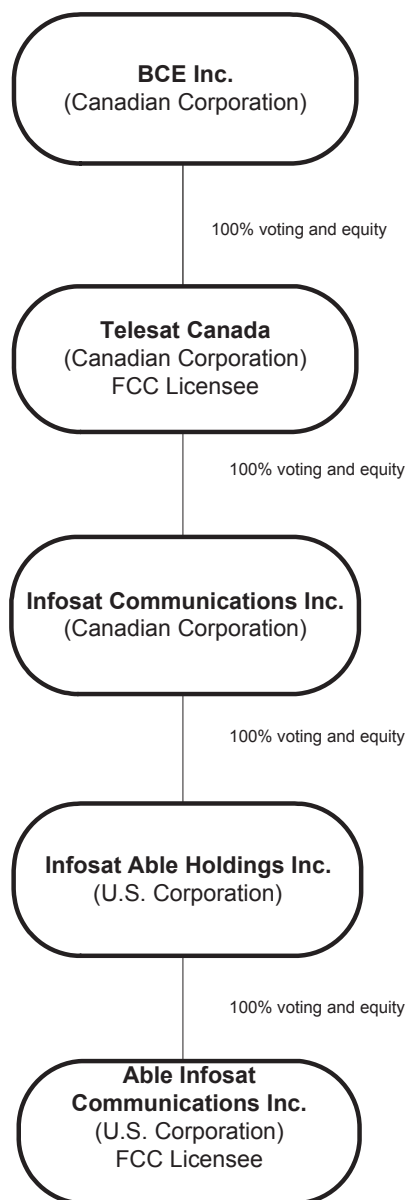 BCE Inc.
(Canadian Corporation)
100% voting and equity
Telesat Canada
(Canadian Corporation)
FCC Licensee
100% voting and equity
Infosat Communications Inc.
(Canadian Corporation)
100% voting and equity
Infosat Able Holdings Inc.
(U.S. Corporation)
100% voting and equity
Able Infosat
Communications Inc.
(U.S. Corporation)
FCC Licensee